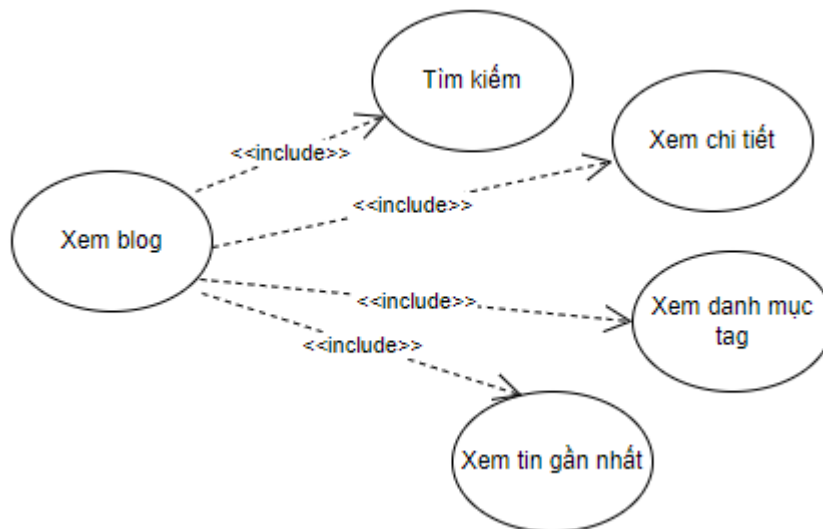 Tìm kiếm
Xem chi tiết
<<include>>
<<include>>
Xem blog
<<include>>
Xem danh mục
tag
<<include>>
Xem tin gần nhất